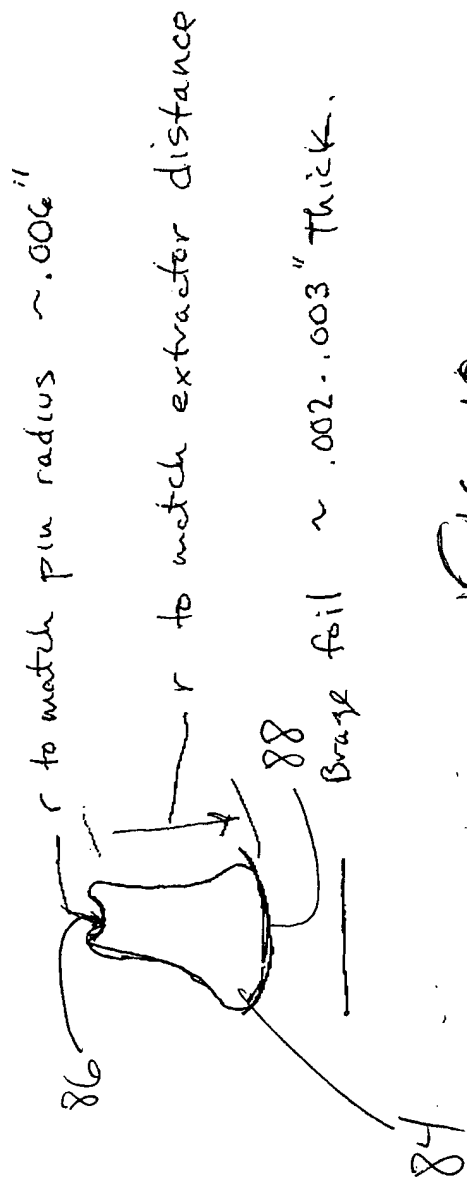 r to match pin radius ~.006"
86
r to match extractor distance
88
Braze foil ~ .002-.003" thick.
84